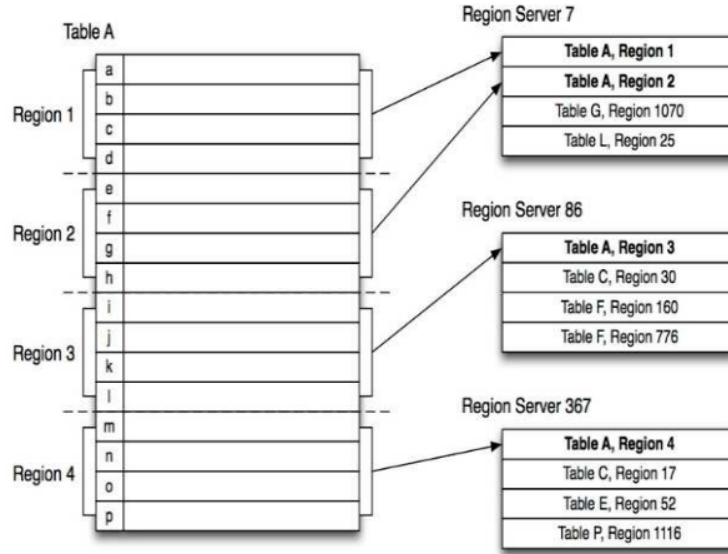 Table A
Region 1
a
b
c
d
Region 2
e
f
g
h
Region 3
i
j
k
l
Region 4
m
n
o
p
Region Server 7
Table A, Region 1
Table A, Region 2
Table G, Region 1070
Table L, Region 25
Region Server 86
Table A, Region 3
Table C, Region 30
Table F, Region 160
Table F, Region 776
Region Server 367
Table A, Region 4
Table C, Region 17
Table E, Region 52
Table P, Region 1116